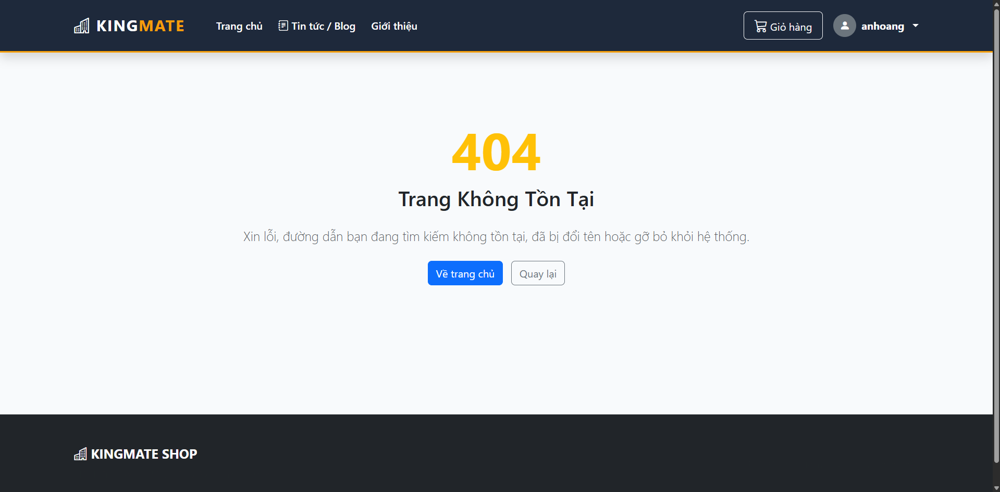 KINGMATE
Trang chủ
Tin tức / Blog
Giới thiệu
Giỏ hàng
anhoang
404
Trang Không Tồn Tại
Xin lỗi, đường dẫn bạn đang tìm kiếm không tồn tại, đã bị đổi tên hoặc gỡ bỏ khỏi hệ thống.
Về trang chủ
Quay lại
KINGMATE SHOP